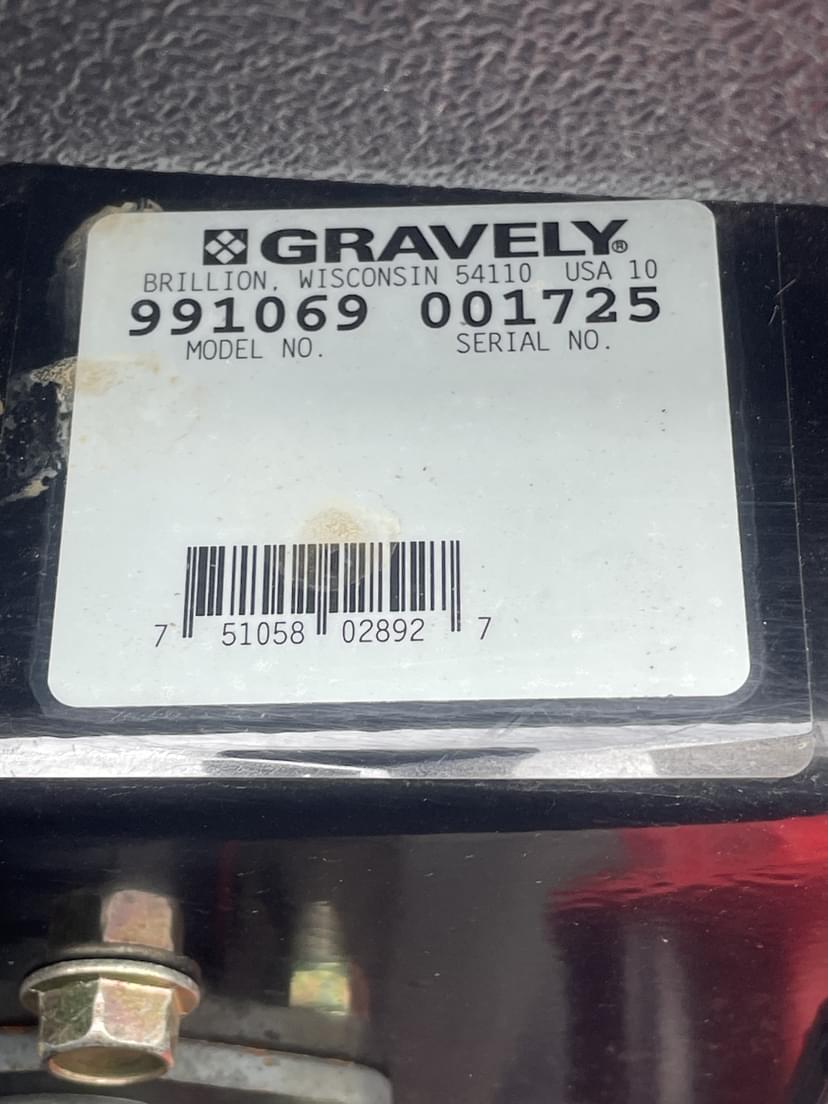 GRAVELY®
BRILLION, WISCONSIN 54110 USA 10
991069 001725
MODEL NO. SERIAL NO.
7 51058 02892 7